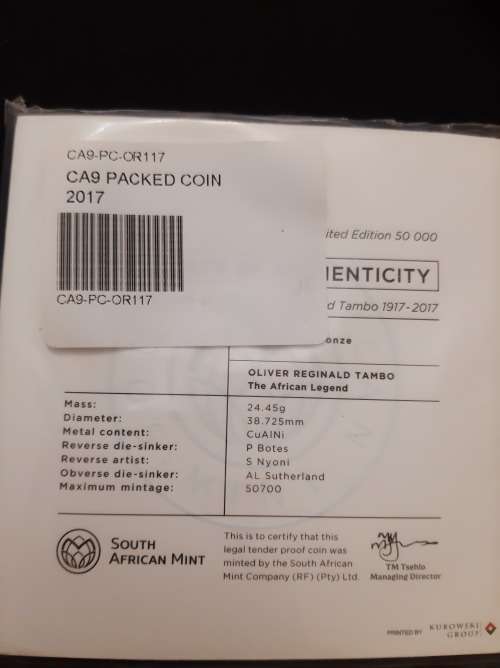 CA9-PC-OR117
CA9 PACKED COIN
2017
CA9-PC-OR117
ited Edition 50 000
ENTICITY
d Tambo 1917-2017
onze
OLIVER REGINALD TAMBO
The African Legend
Mass: 24.45g
Diameter: 38.725mm
Metal content: CuAlNi
Reverse die-sinker: P Botes
Reverse artist: S Nyoni
Obverse die-sinker: AL Sutherland
Maximum mintage: 50700
SOUTH
AFRICAN MINT
This is to certify that this
legal tender proof coin was
minted by the South African
Mint Company (RF) (Pty) Ltd.
TM Tsehlo
Managing Director
PRINTED BY KUROWSKI
GROUP